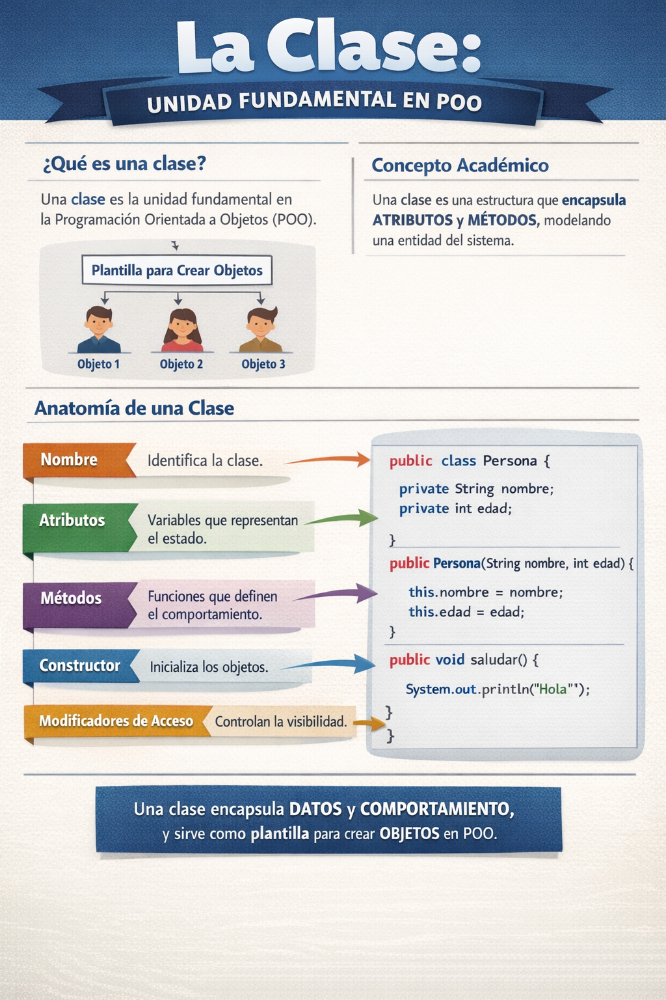 La Clase:
UNIDAD FUNDAMENTAL EN POO
¿Qué es una clase?
Una clase es la unidad fundamental en
la Programación Orientada a Objetos (POO).
Plantilla para Crear Objetos
Objeto 1
Objeto 2
Objeto 3
Concepto Académico
Una clase es una estructura que encapsula
ATRIBUTOS y MÉTODOS, modelando
una entidad del sistema.
Anatomía de una Clase
Nombre
Identifica la clase.
Atributos
Variables que representan
el estado.
Métodos
Funciones que definen
el comportamiento.
Constructor
Inicializa los objetos.
Modificadores de Acceso
Controlan la visibilidad.
public class Persona {
private String nombre;
private int edad;
}
public Persona(String nombre, int edad) {
this.nombre = nombre;
this.edad = edad;
}
public void saludar() {
System.out.println("Hola"");
}
}
Una clase encapsula DATOS y COMPORTAMIENTO,
y sirve como plantilla para crear OBJETOS en POO.